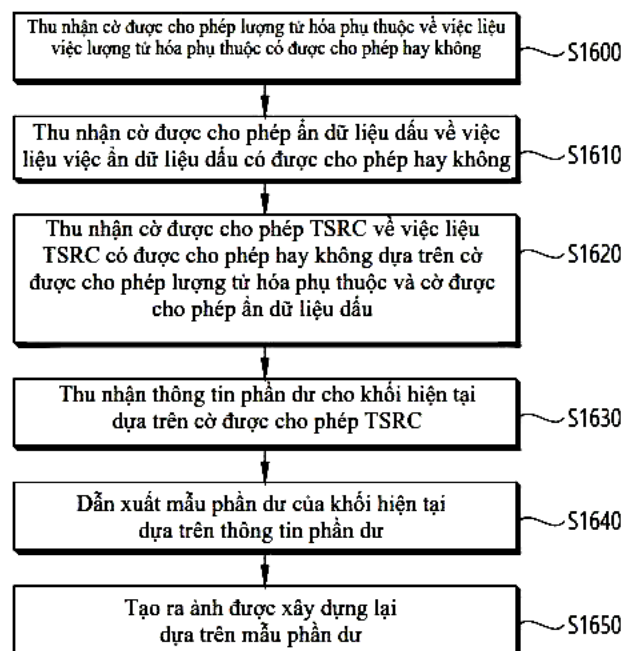 Thu nhận cờ được cho phép lượng tử hóa phụ thuộc về việc liệu
việc lượng tử hóa phụ thuộc có được cho phép hay không
S1600
Thu nhận cờ được cho phép ẩn dữ liệu dấu về việc
liệu việc ẩn dữ liệu dấu có được cho phép hay không
S1610
Thu nhận cờ được cho phép TSRC về việc liệu
TSRC có được cho phép hay không dựa trên cờ
được cho phép lượng tử hóa phụ thuộc và cờ được
cho phép ẩn dữ liệu dấu
S1620
Thu nhận thông tin phần dư cho khối hiện tại
dựa trên cờ được cho phép TSRC
S1630
Dẫn xuất mẫu phần dư của khối hiện tại
dựa trên thông tin phần dư
S1640
Tạo ra ảnh được xây dựng lại
dựa trên mẫu phần dư
S1650